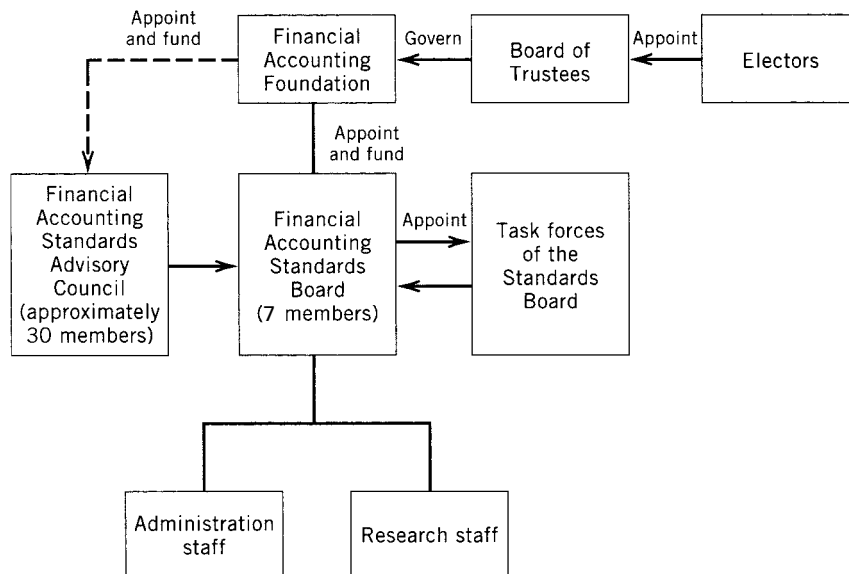 Appoint
and fund
Financial
Accounting
Foundation
Govern
Board of
Trustees
Appoint
Electors
Appoint
and fund
Financial
Accounting
Standards
Advisory
Council
(approximately
30 members)
Financial
Accounting
Standards
Board
(7 members)
Appoint
Task forces
of the
Standards
Board
Administration
staff
Research staff